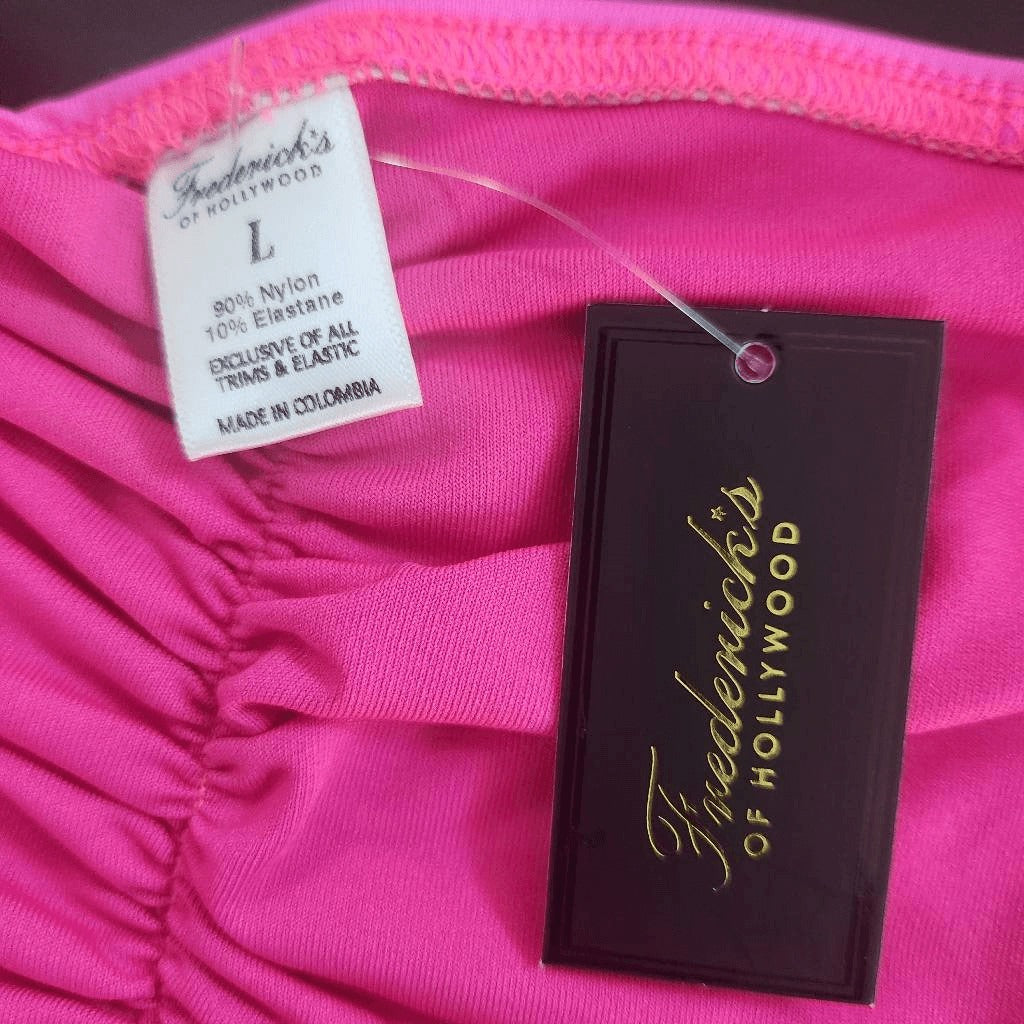 Frederick's
OF HOLLYWOOD
L
90% Nylon
10% Elastane
EXCLUSIVE OF ALL
TRIMS & ELASTIC
MADE IN COLOMBIA
Frederick's
OF HOLLYWOOD